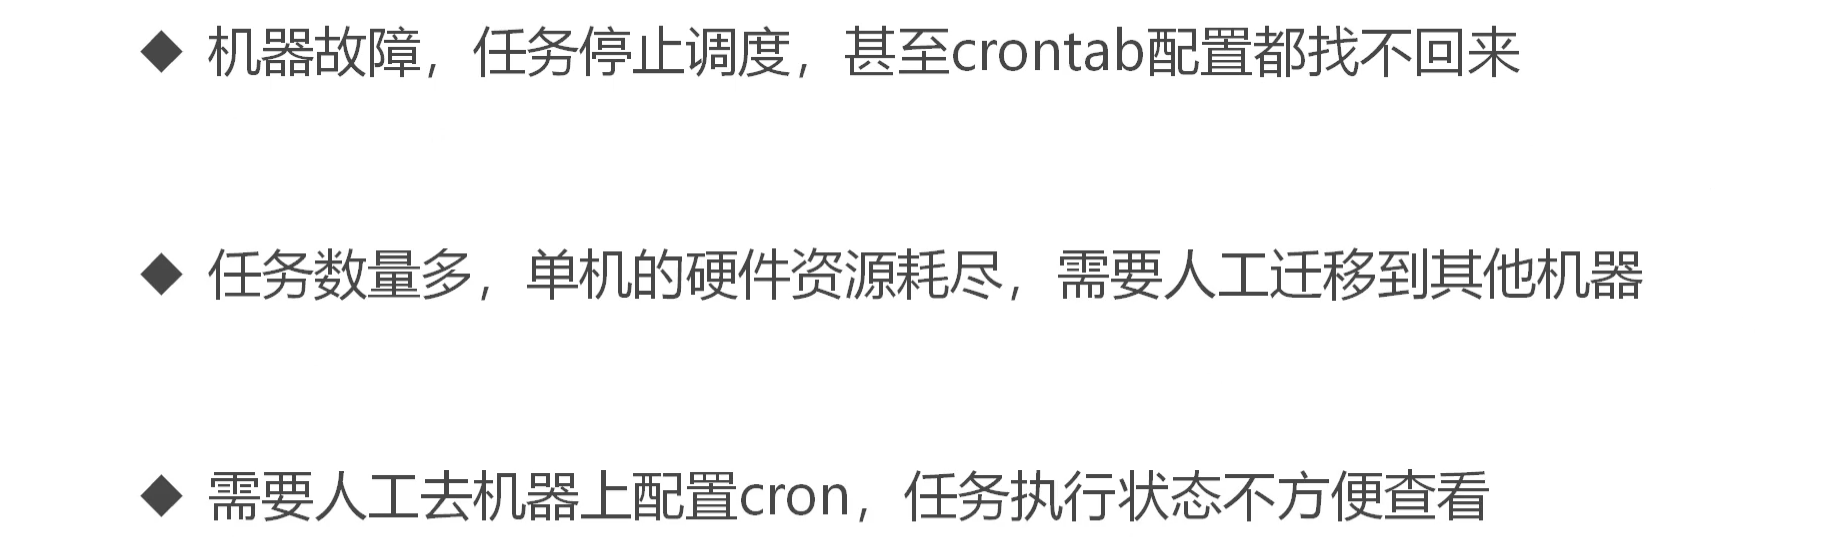 ◆ 机器故障，任务停止调度，甚至crontab配置都找不回来
◆ 任务数量多，单机的硬件资源耗尽，需要人工迁移到其他机器
◆ 需要人工去机器上配置cron，任务执行状态不方便查看